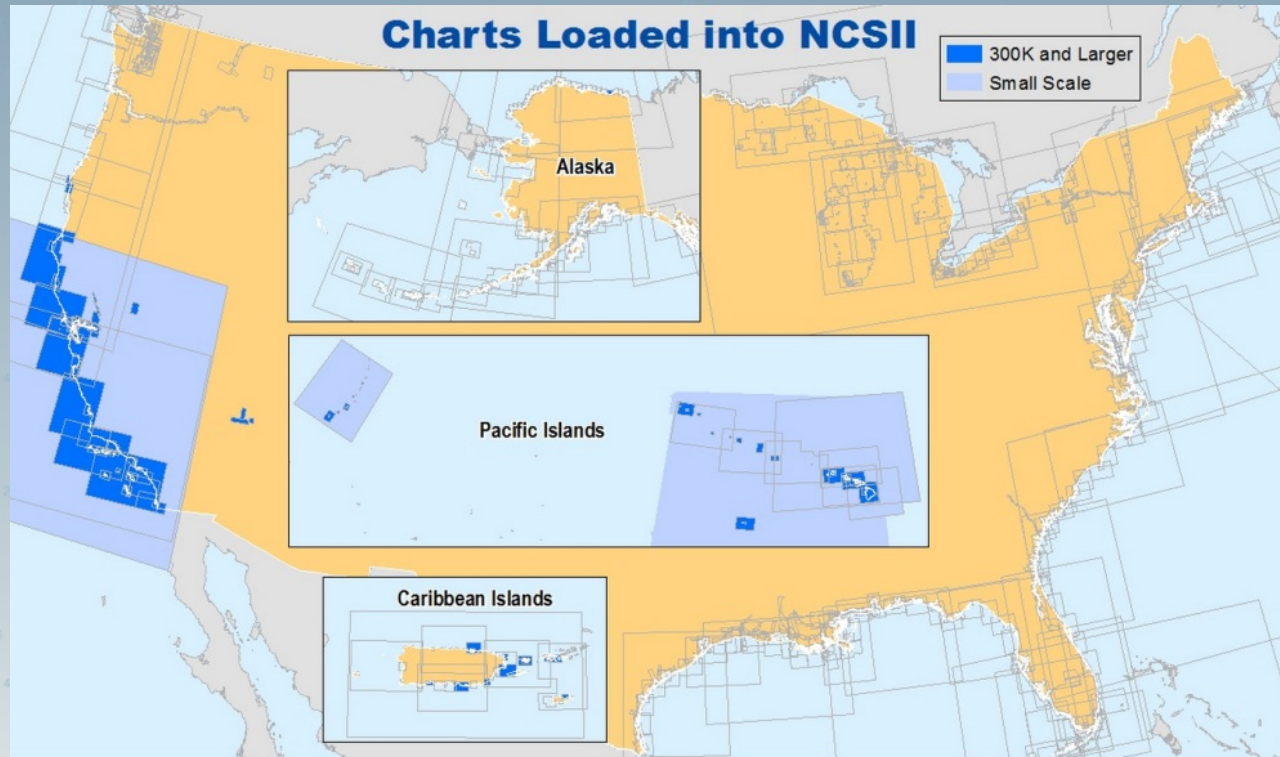 Charts Loaded into NCSII
300K and Larger
Small Scale
Alaska
Pacific Islands
Caribbean Islands